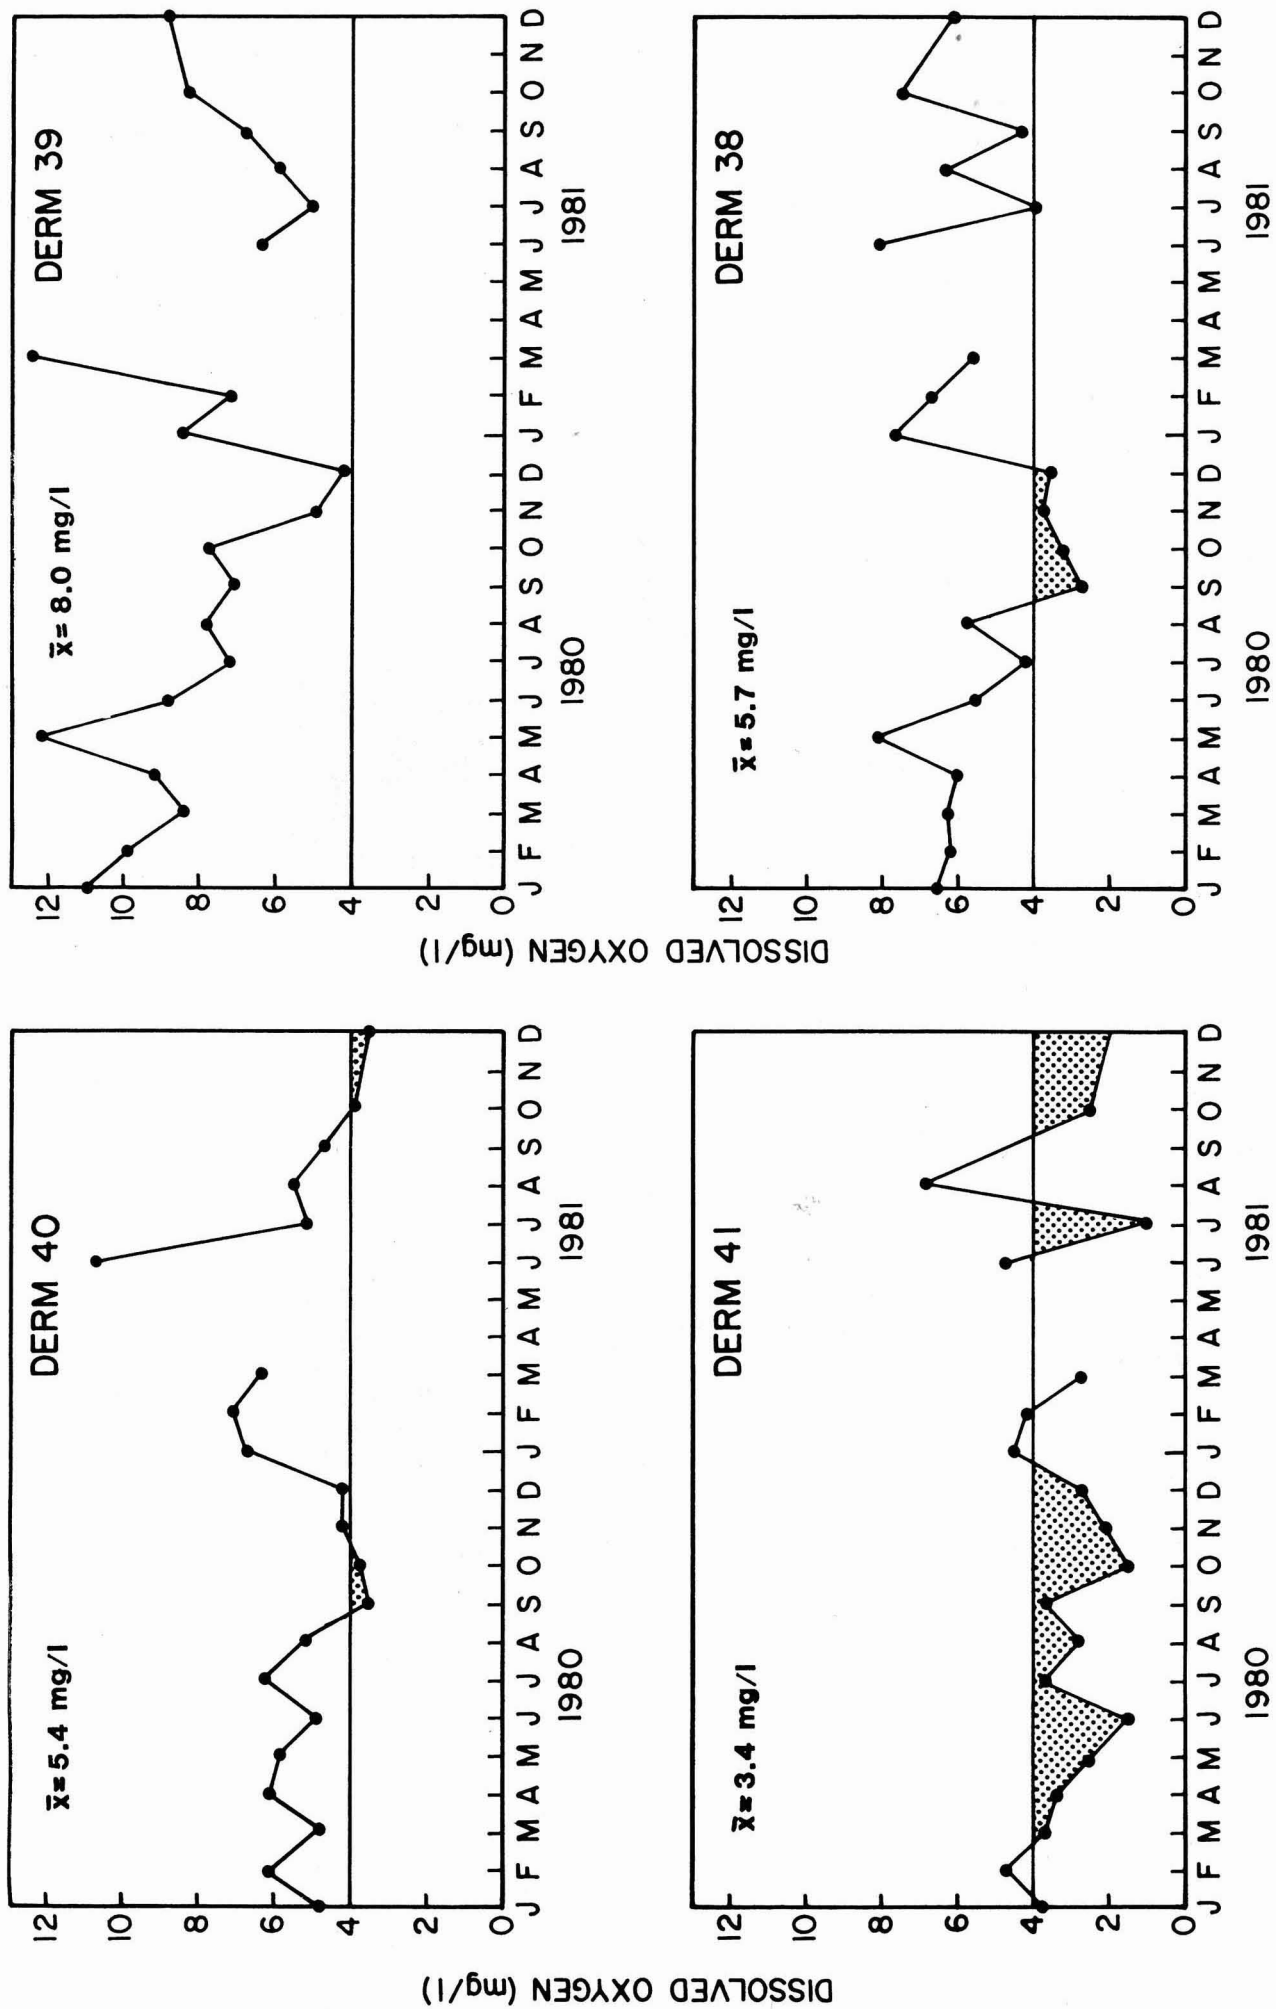 DERM 40
x̄=5.4 mg/l
12
10
8
6
4
2
0
J F M A M J J A S O N D J F M A M J J A S O N D
1980 1981
DERM 39
x̄=8.0 mg/l
12
10
8
6
4
2
0
J F M A M J J A S O N D J F M A M J J A S O N D
1980 1981
DISSOLVED OXYGEN (mg/l)
DISSOLVED OXYGEN (mg/l)
DERM 41
x̄=3.4 mg/l
12
10
8
6
4
2
0
J F M A M J J A S O N D J F M A M J J A S O N D
1980 1981
DERM 38
x̄=5.7 mg/l
12
10
8
6
4
2
0
J F M A M J J A S O N D J F M A M J J A S O N D
1980 1981